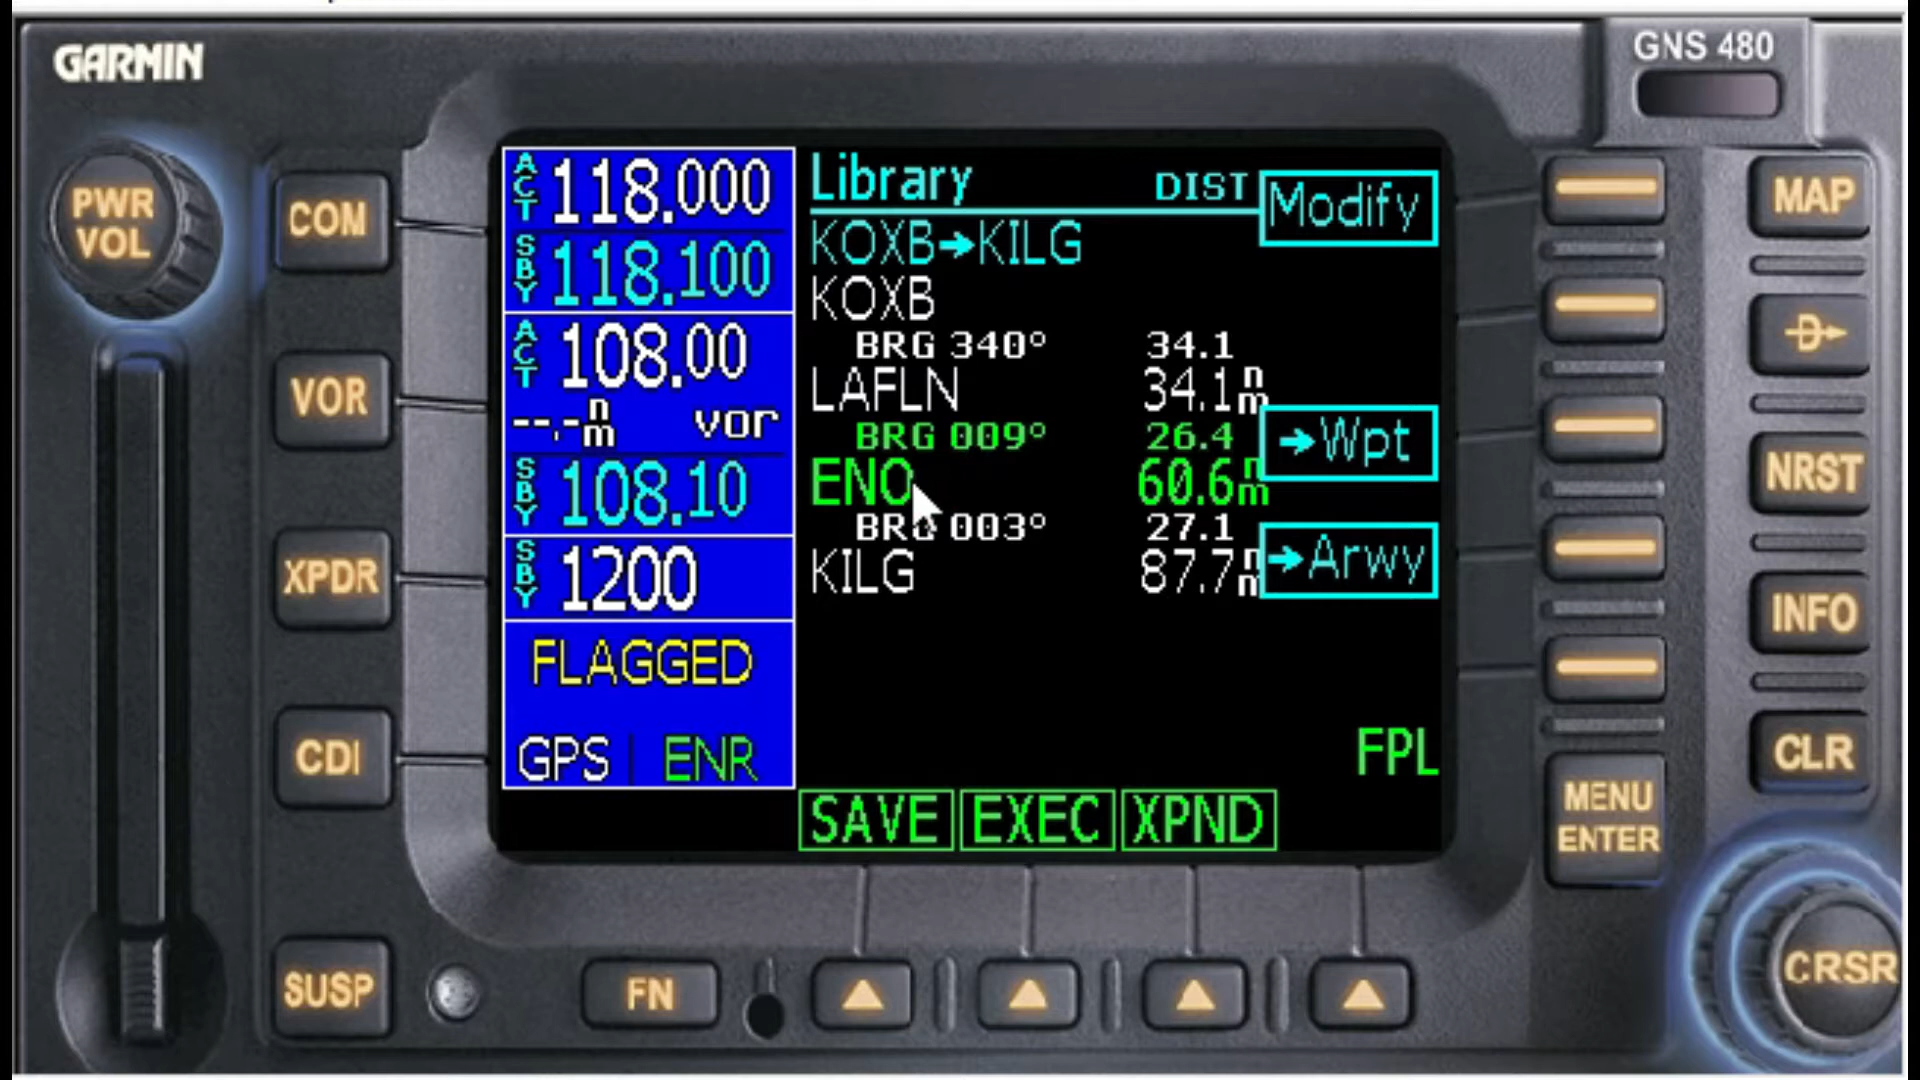 GARMIN
GNS 480
PWR
VOL
COM
VOR
XPDR
CDI
SUSP
ACT 118.000
SBY 118.100
ACT 108.00
--.-nm vor
SBY 108.10
SBY 1200
FLAGGED
GPS | ENR
Library DIST
KOXB→KILG
KOXB
BRG 340° 34.1
LAFLN 34.1nm
BRG 009° 26.4
ENO 60.6nm
BRG 003° 27.1
KILG 87.7nm
Modify
→Wpt
→Arwy
FPL
SAVE EXEC XPND
FN
MAP
D→
NRST
INFO
CLR
MENU
ENTER
CRSR